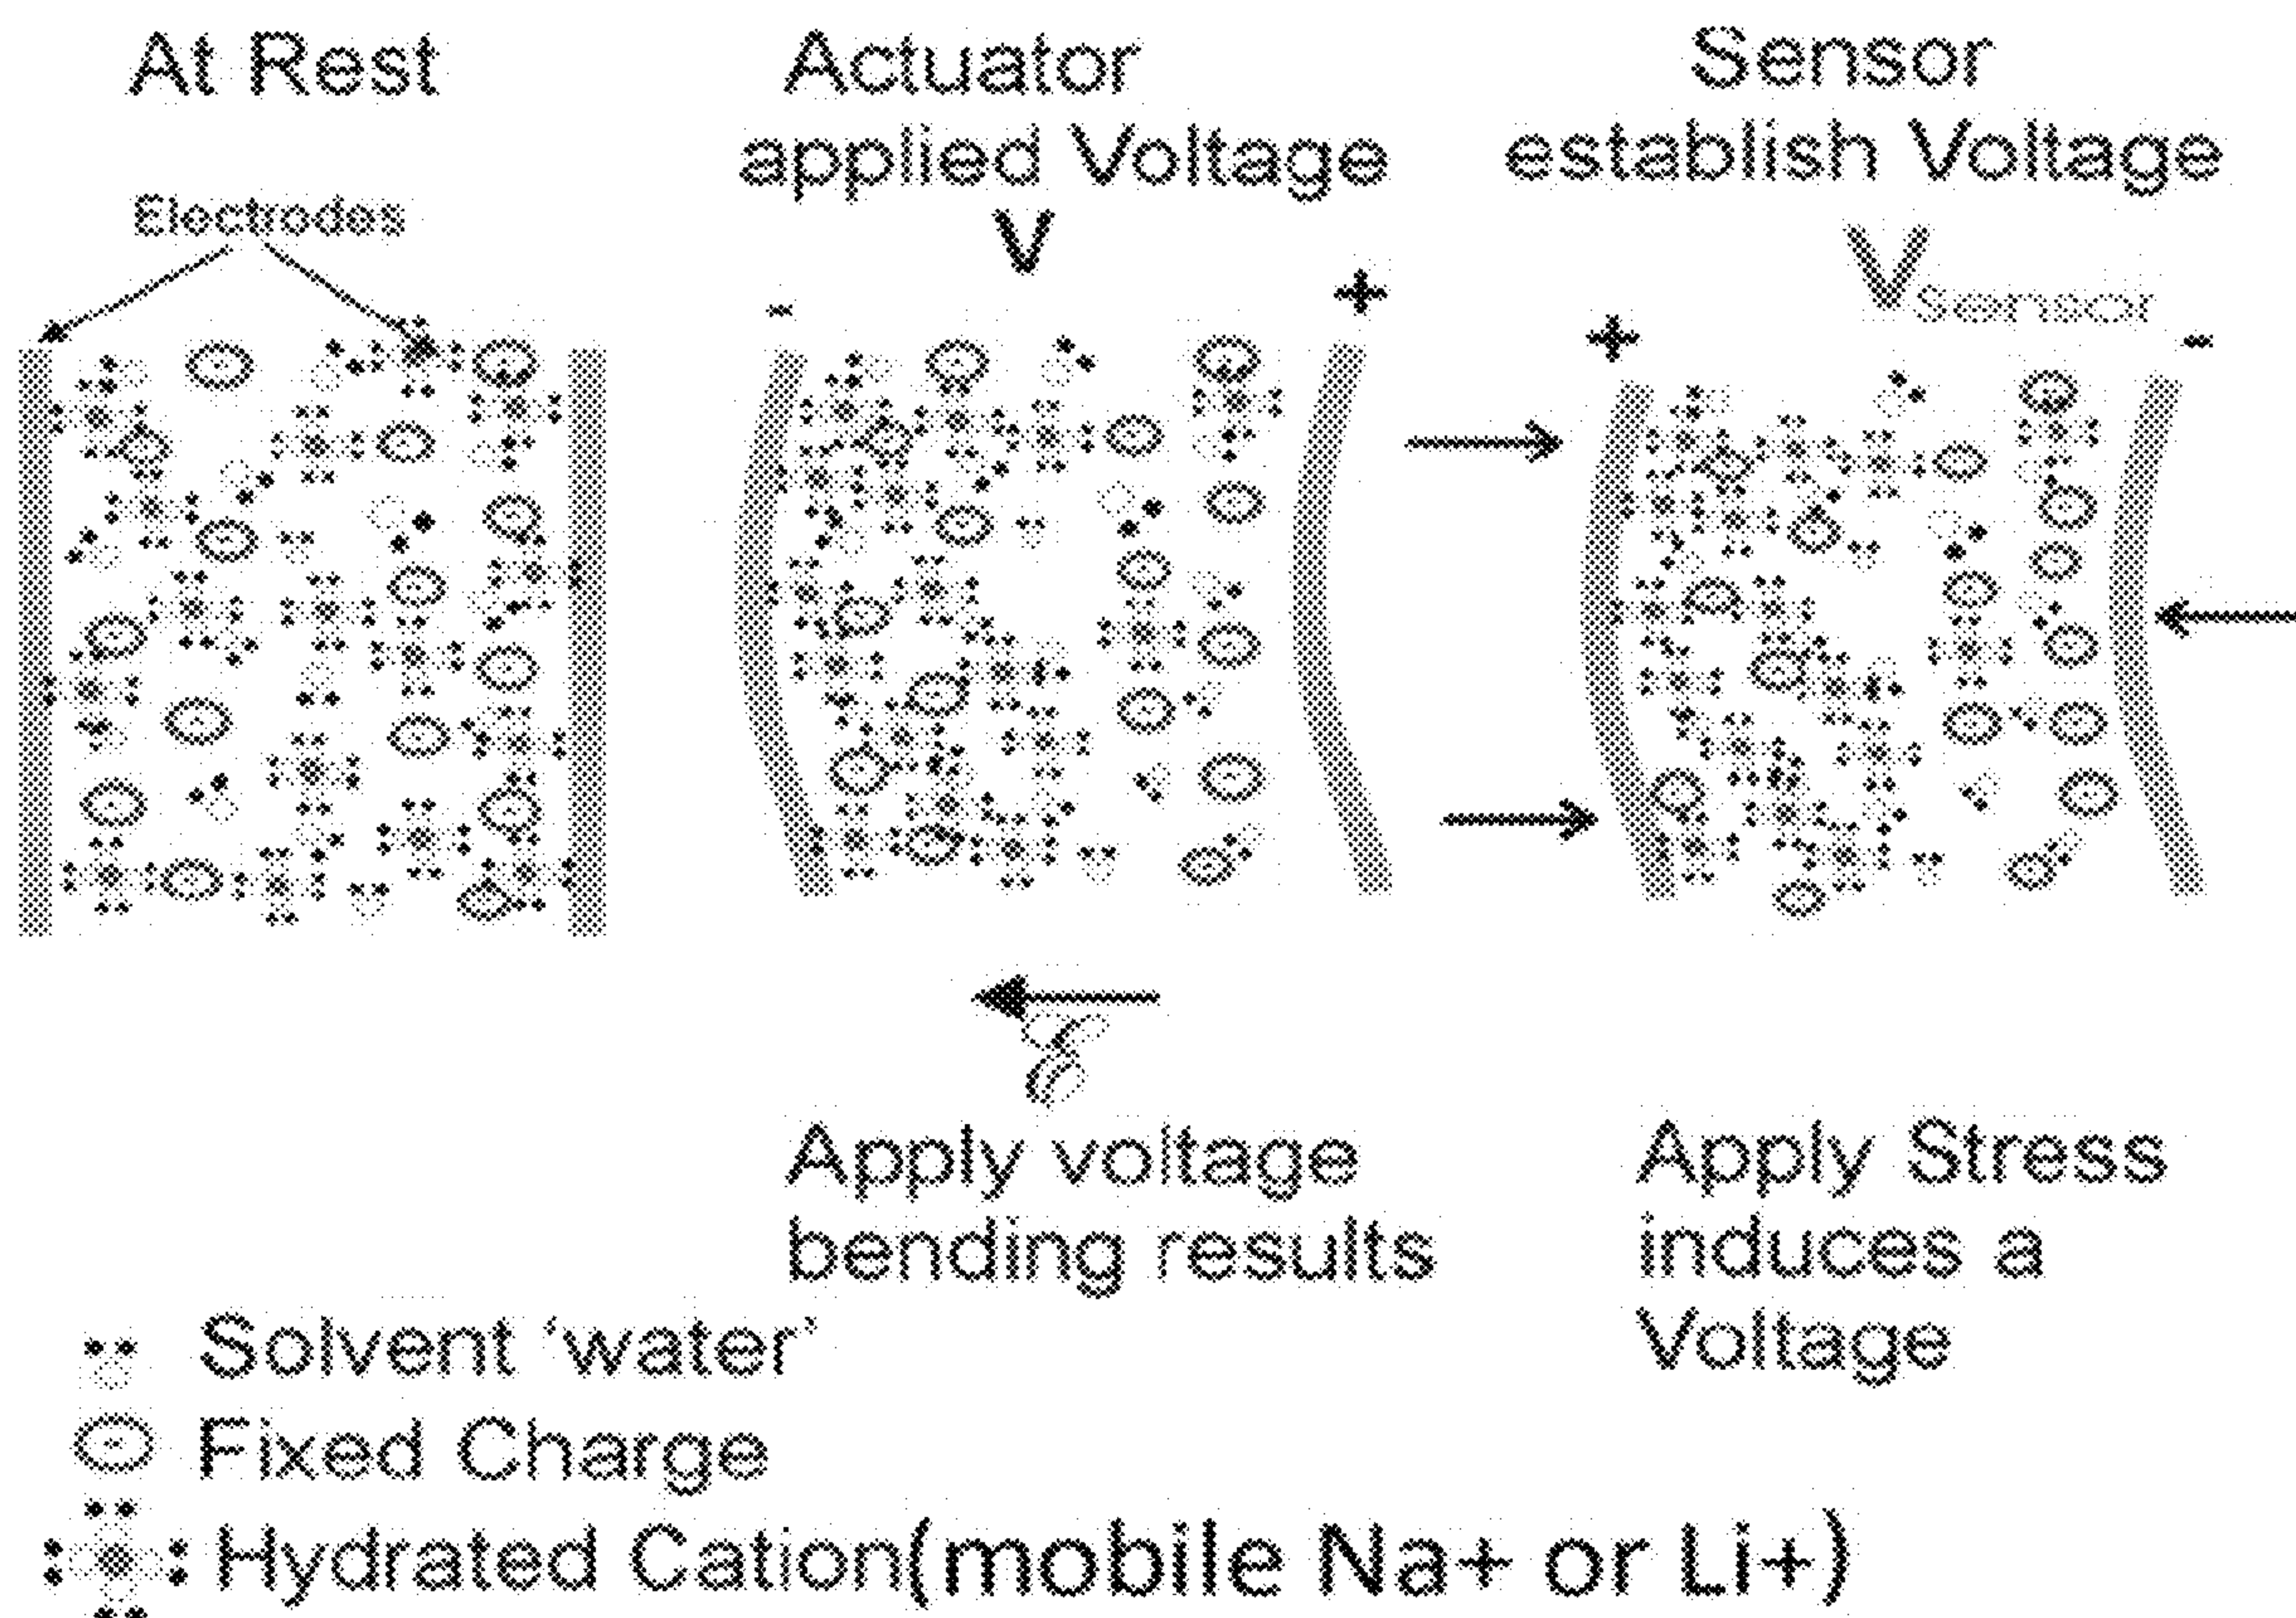 At Rest
Electrodes
Actuator
applied Voltage
V
-
+
Sensor
establish Voltage
VSensor
+
-
ℰ
Apply voltage
bending results
Apply Stress
induces a
Voltage
Solvent ‘water‘
Fixed Charge
Hydrated Cation(mobile Na+ or Li+)